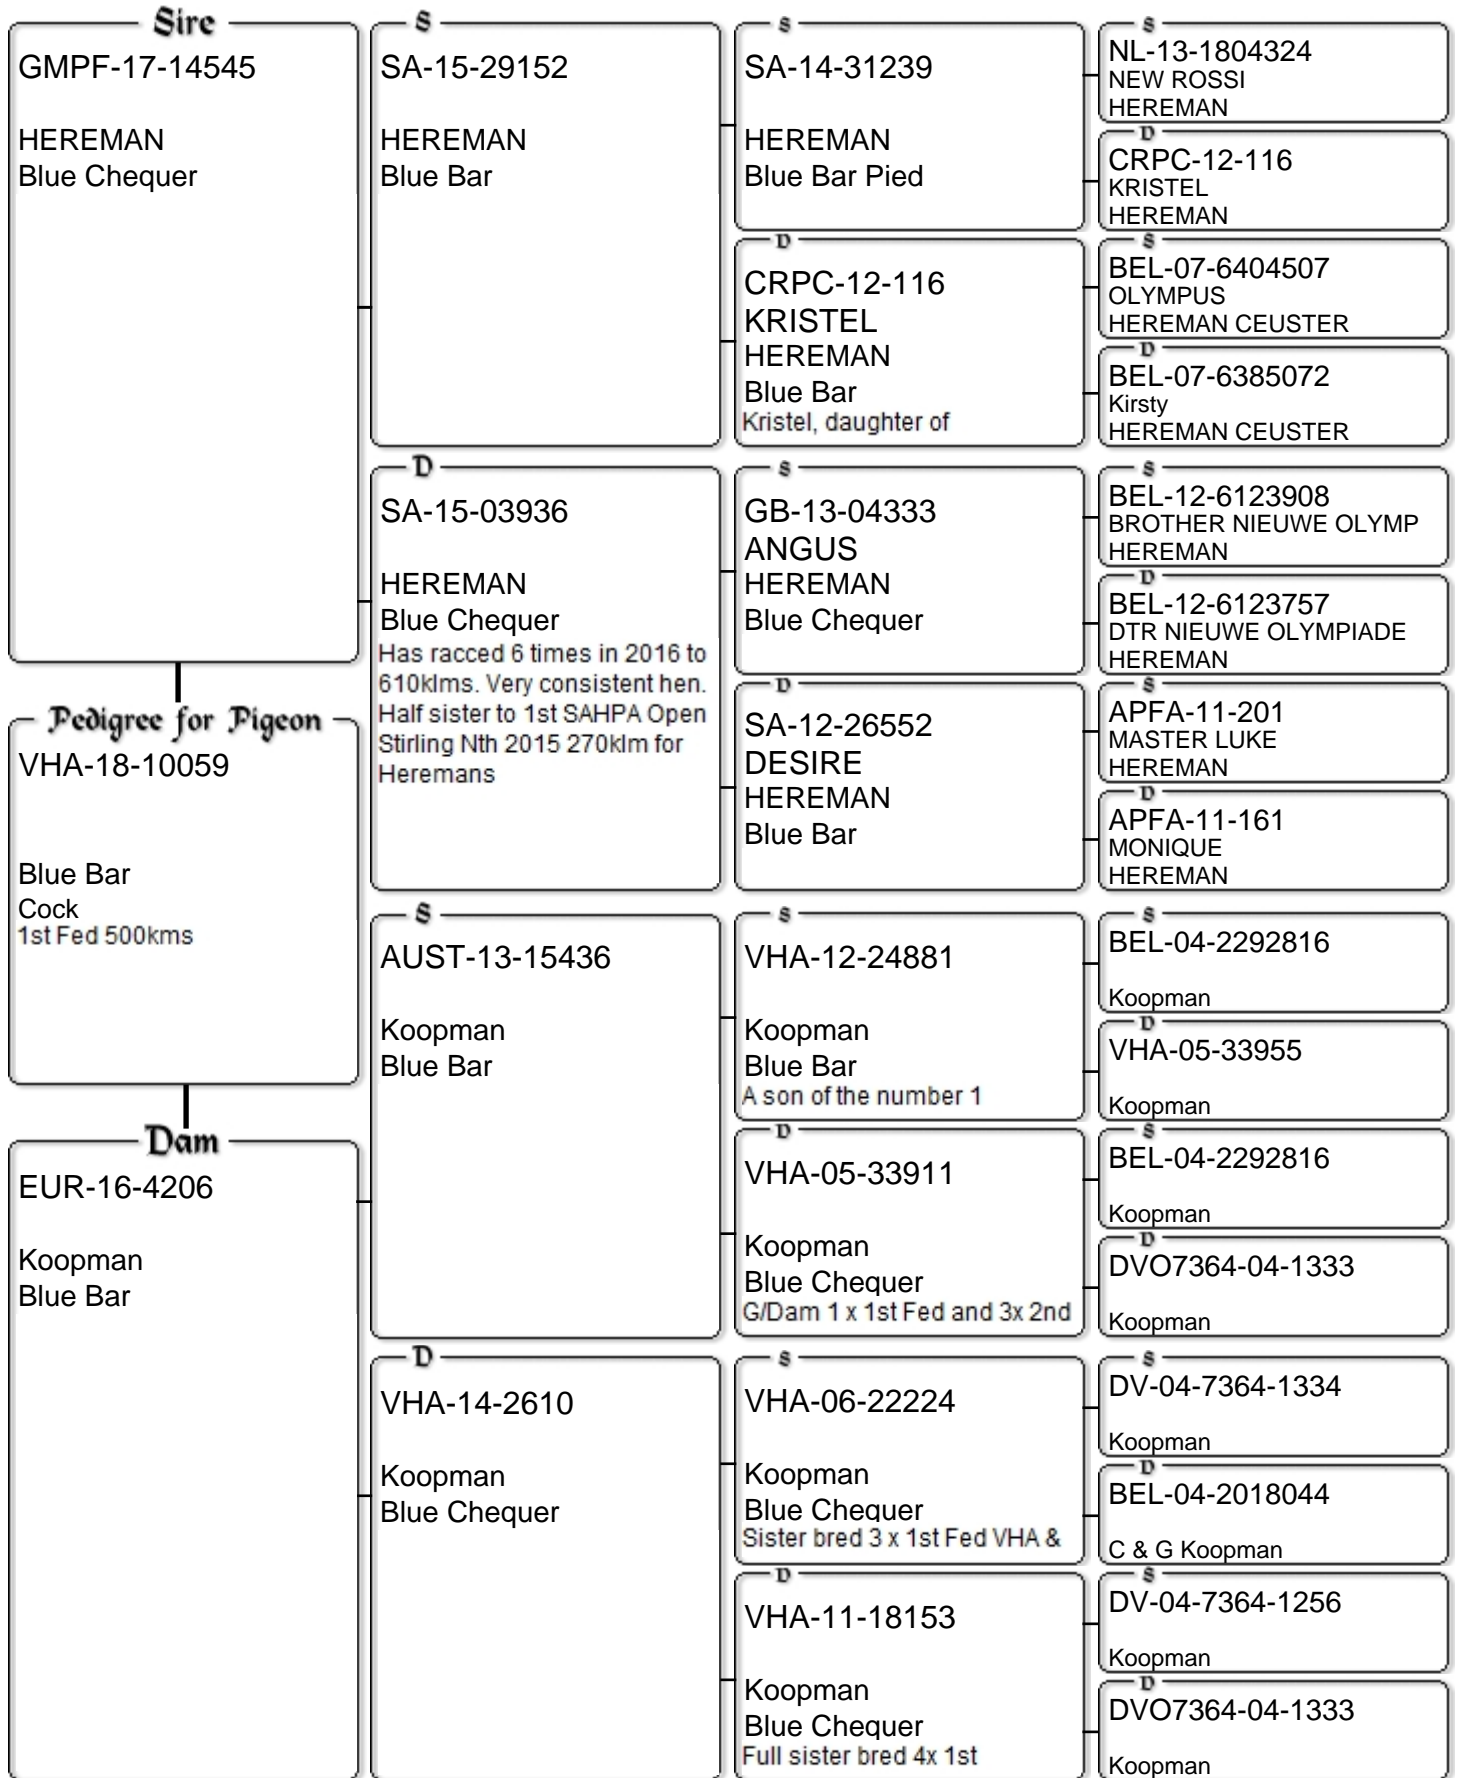 Sire
GMPF-17-14545
HEREMAN
Blue Chequer
Pedigree for Pigeon
VHA-18-10059
Blue Bar
Cock
1st Fed 500kms
Dam
EUR-16-4206
Koopman
Blue Bar
S
SA-15-29152
HEREMAN
Blue Bar
D
SA-15-03936
HEREMAN
Blue Chequer
Has racced 6 times in 2016 to
610klms. Very consistent hen.
Half sister to 1st SAHPA Open
Stirling Nth 2015 270klm for
Heremans
S
AUST-13-15436
Koopman
Blue Bar
D
VHA-14-2610
Koopman
Blue Chequer
S
SA-14-31239
HEREMAN
Blue Bar Pied
D
CRPC-12-116
KRISTEL
HEREMAN
Blue Bar
Kristel, daughter of
S
GB-13-04333
ANGUS
HEREMAN
Blue Chequer
D
SA-12-26552
DESIRE
HEREMAN
Blue Bar
S
VHA-12-24881
Koopman
Blue Bar
A son of the number 1
D
VHA-05-33911
Koopman
Blue Chequer
G/Dam 1 x 1st Fed and 3x 2nd
S
VHA-06-22224
Koopman
Blue Chequer
Sister bred 3 x 1st Fed VHA &
D
VHA-11-18153
Koopman
Blue Chequer
Full sister bred 4x 1st
S
NL-13-1804324
NEW ROSSI
HEREMAN
D
CRPC-12-116
KRISTEL
HEREMAN
S
BEL-07-6404507
OLYMPUS
HEREMAN CEUSTER
D
BEL-07-6385072
Kirsty
HEREMAN CEUSTER
S
BEL-12-6123908
BROTHER NIEUWE OLYMP
HEREMAN
D
BEL-12-6123757
DTR NIEUWE OLYMPIADE
HEREMAN
S
APFA-11-201
MASTER LUKE
HEREMAN
D
APFA-11-161
MONIQUE
HEREMAN
S
BEL-04-2292816
Koopman
D
VHA-05-33955
Koopman
S
BEL-04-2292816
Koopman
D
DVO7364-04-1333
Koopman
S
DV-04-7364-1334
Koopman
D
BEL-04-2018044
C & G Koopman
S
DV-04-7364-1256
Koopman
D
DVO7364-04-1333
Koopman